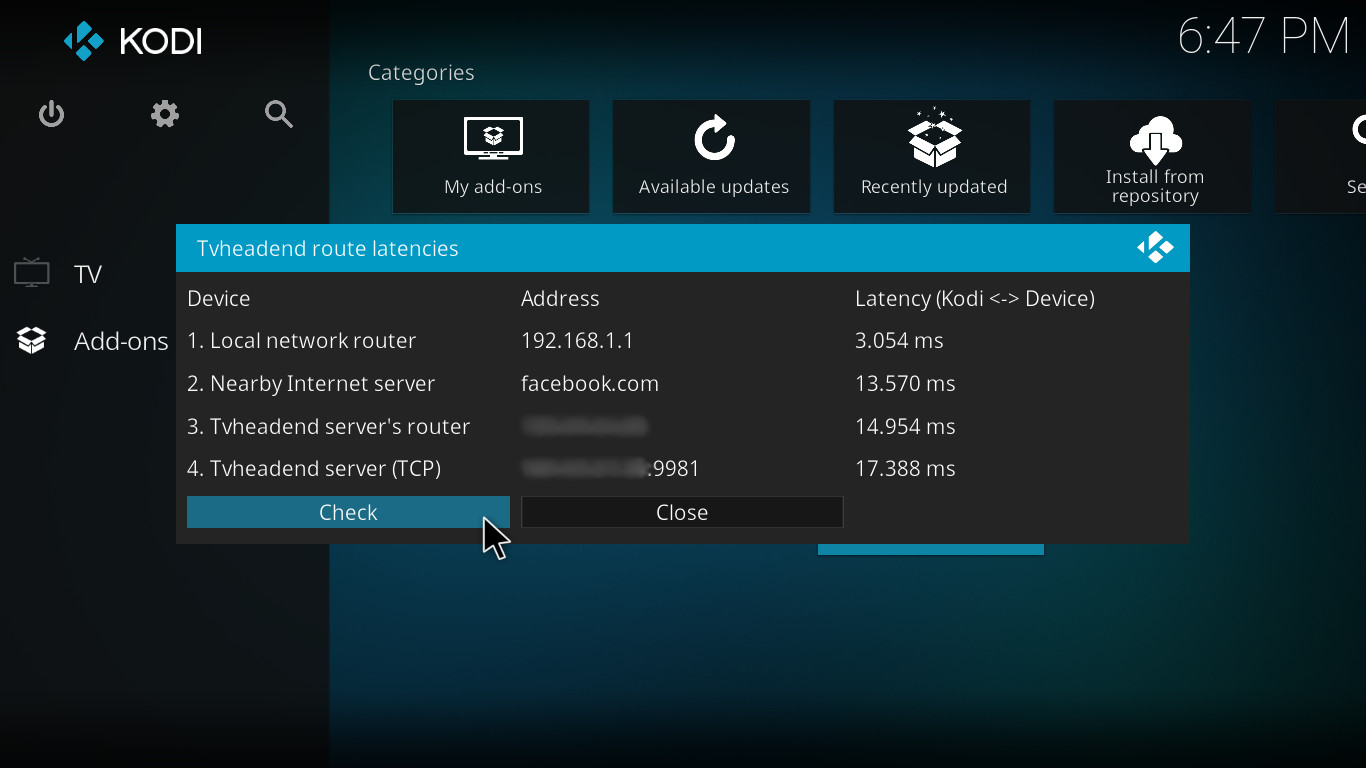 KODI
6:47 PM
Categories
My add-ons
Available updates
Recently updated
Install from
repository
Se
TV
Add-ons
Tvheadend route latencies
Device Address Latency (Kodi <-> Device)
1. Local network router 192.168.1.1 3.054 ms
2. Nearby Internet server facebook.com 13.570 ms
3. Tvheadend server's router 14.954 ms
4. Tvheadend server (TCP) :9981 17.388 ms
Check Close